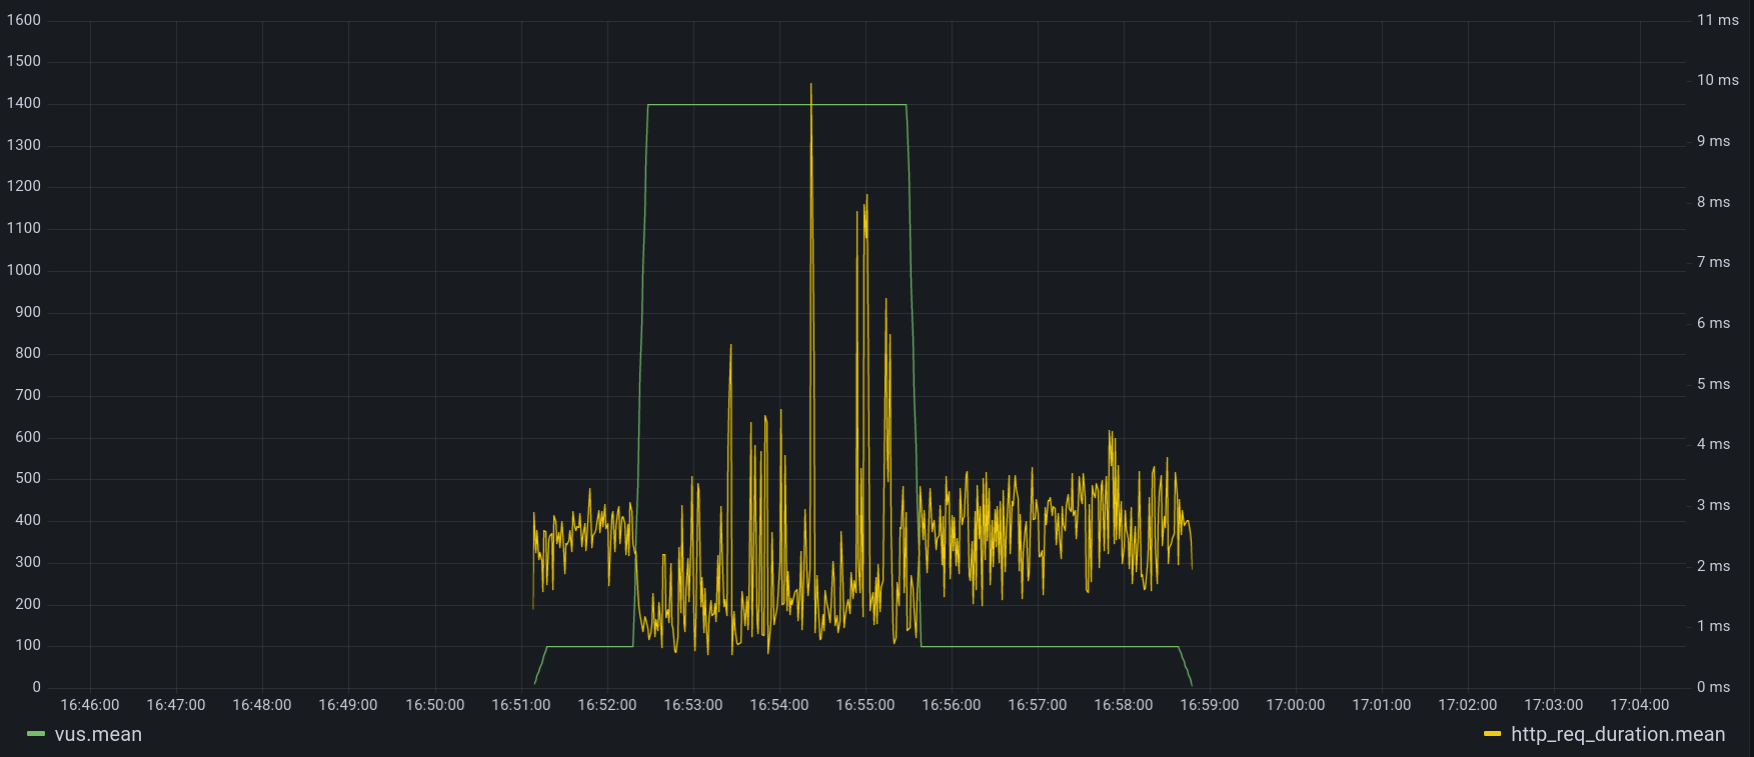 1600
1500
1400
1300
1200
1100
1000
900
800
700
600
500
400
300
200
100
0
11 ms
10 ms
9 ms
8 ms
7 ms
6 ms
5 ms
4 ms
3 ms
2 ms
1 ms
0 ms
16:46:00 16:47:00 16:48:00 16:49:00 16:50:00 16:51:00 16:52:00 16:53:00 16:54:00 16:55:00 16:56:00 16:57:00 16:58:00 16:59:00 17:00:00 17:01:00 17:02:00 17:03:00 17:04:00
vus.mean
http_req_duration.mean